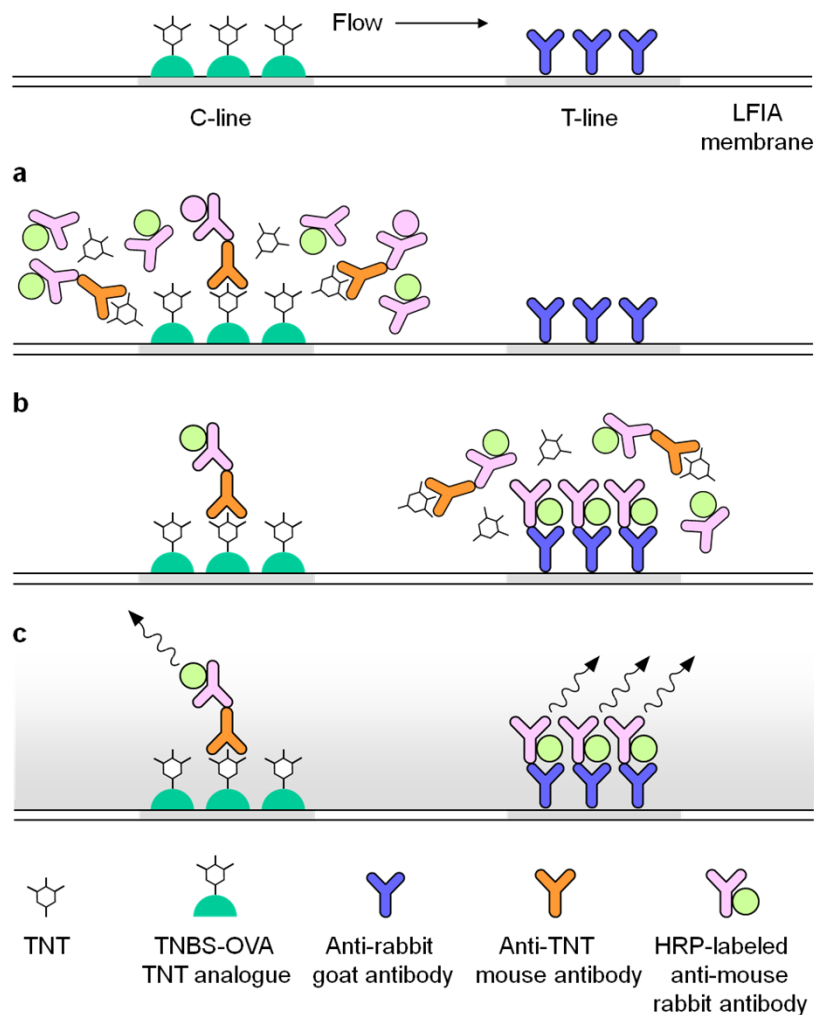 Flow
C-line
T-line
LFIA
membrane
a
b
c
TNT
TNBS-OVA
TNT analogue
Anti-rabbit
goat antibody
Anti-TNT
mouse antibody
HRP-labeled
anti-mouse
rabbit antibody